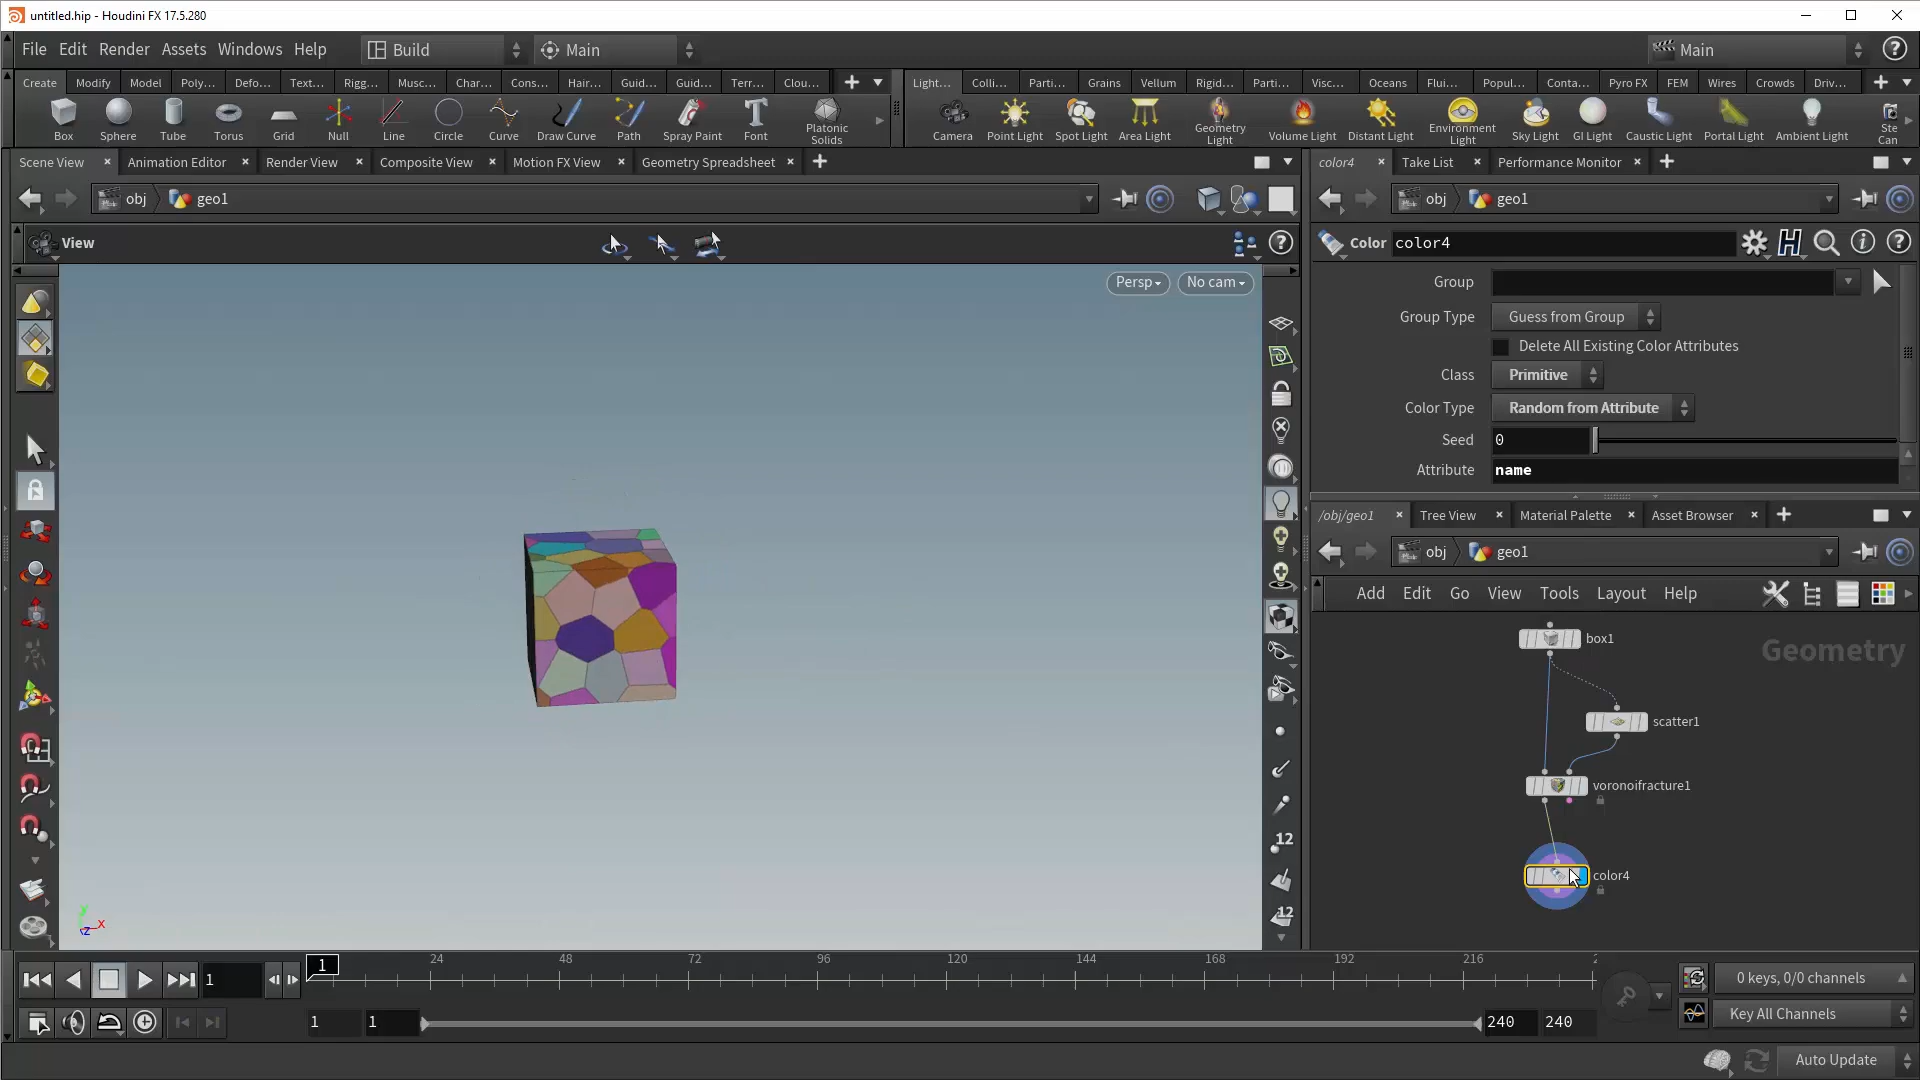 untitled.hip - Houdini FX 17.5.280
File Edit Render Assets Windows Help Build Main Main
Create Modify Model Poly... Defo... Text... Rigg... Musc... Char... Cons... Hair... Guid... Guid... Terr... Clou...
Light... Colli... Parti... Grains Vellum Rigid... Parti... Visc... Oceans Flui... Popul... Conta... Pyro FX FEM Wires Crowds Driv...
Box Sphere Tube Torus Grid Null Line Circle Curve Draw Curve Path Spray Paint Font Platonic Solids
Camera Point Light Spot Light Area Light Geometry Light Volume Light Distant Light Environment Light Sky Light GI Light Caustic Light Portal Light Ambient Light Ste Can
Scene View Animation Editor Render View Composite View Motion FX View Geometry Spreadsheet
color4 Take List Performance Monitor
obj geo1
obj geo1
View
Color color4
Persp No cam
Group
Group Type Guess from Group
Delete All Existing Color Attributes
Class Primitive
Color Type Random from Attribute
Seed 0
Attribute name
/obj/geo1 Tree View Material Palette Asset Browser
obj geo1
Add Edit Go View Tools Layout Help
Geometry
box1
scatter1
voronoifracture1
color4
12
12
y
x
z
1 1 24 48 72 96 120 144 168 192 216 2
0 keys, 0/0 channels
1 1 240 240
Key All Channels
Auto Update